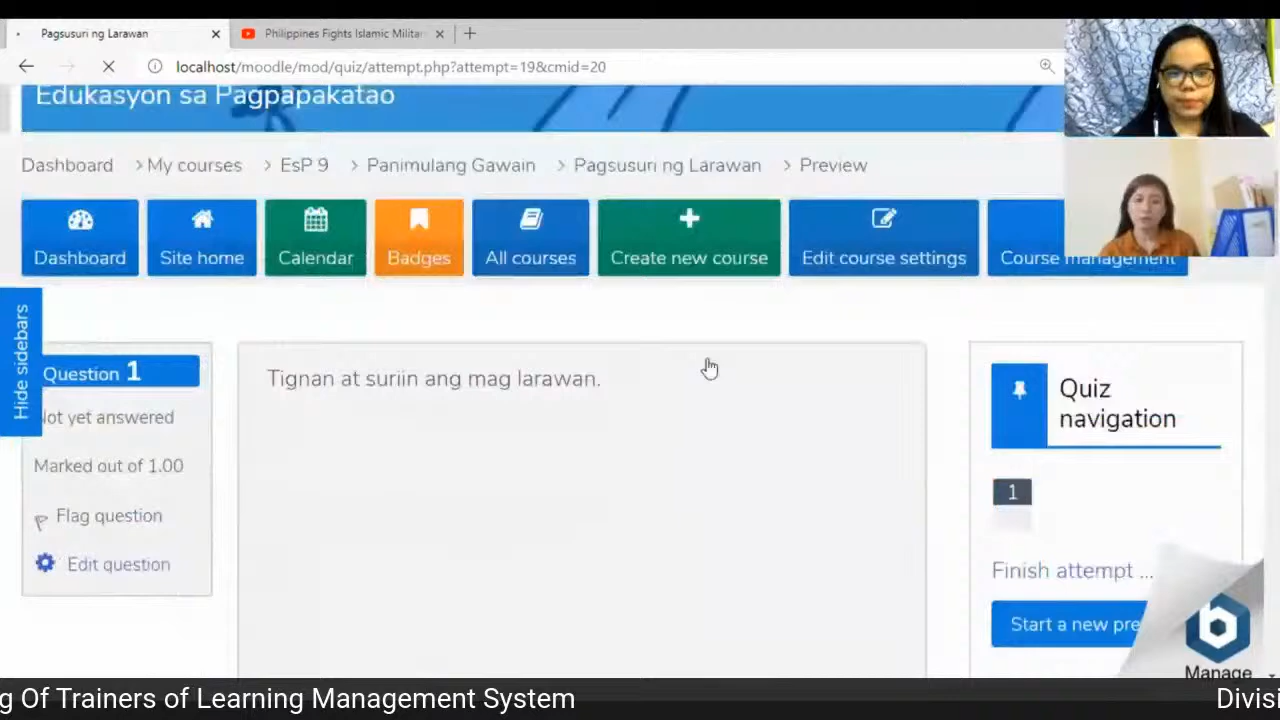 Pagsusuri ng Larawan
Philippines Fights Islamic Milita
localhost/moodle/mod/quiz/attempt.php?attempt=19&cmid=20
Edukasyon sa Pagpapakatao
Dashboard > My courses > EsP 9 > Panimulang Gawain > Pagsusuri ng Larawan > Preview
Dashboard
Site home
Calendar
Badges
All courses
Create new course
Edit course settings
Course management
Hide sidebars
Question 1
Not yet answered
Marked out of 1.00
Flag question
Edit question
Tignan at suriin ang mag larawan.
Quiz
navigation
1
Finish attempt ...
Start a new pre
Manage
g Of Trainers of Learning Management System
Divisi